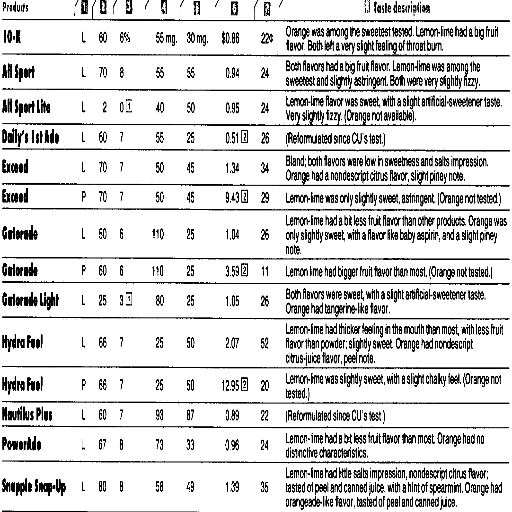 Products / 1 / 2 / 3 / 4 / 5 / 6 / 7 8 Taste description
10-K L 60 6% 55 mg. 30 mg. $0.86 22¢ Orange was among the sweetest tested. Lemon-lime had a big fruit
flavor. Both left a very slight feeling of throat burn.
All Sport L 70 8 55 55 0.94 24 Both flavors had a big fruit flavor. Lemon-lime was among the
sweetest and slightly astringent. Both were very slightly fizzy.
All Sport Lite L 2 0 1 40 50 0.95 24 Lemon-lime flavor was sweet, with a slight artificial-sweetener taste.
Very slightly fizzy. (Orange not available).
Daily's 1st Ade L 60 7 55 25 0.51 2 26 (Reformulated since CU's test.)
Exceed L 70 7 50 45 1.34 34 Bland; both flavors were low in sweetness and salts impression.
Orange had a nondescript citrus flavor, slight piney note.
Exceed P 70 7 50 45 9.43 2 29 Lemon-lime was only slightly sweet, astringent. (Orange not tested.)
Gatorade L 50 6 110 25 1.04 26 Lemon-lime had a bit less fruit flavor than other products. Orange was
only slightly sweet, with a flavor like baby aspirin, and a slight piney
note.
Gatorade P 60 6 110 25 3.59 2 11 Lemon lime had bigger fruit flavor than most. (Orange not tested.)
Gatorade Light L 25 3 1 80 25 1.05 26 Both flavors were sweet, with a slight artificial-sweetener taste.
Orange had tangerine-like flavor.
Hydra Fuel L 66 7 25 50 2.07 52 Lemon-lime had thicker feeling in the mouth than most, with less fruit
flavor than powder; slightly sweet. Orange had nondescript
citrus-juice flavor, peel note.
Hydra Fuel P 66 7 25 50 12.95 2 20 Lemon-lime was slightly sweet, with a slight chalky feel. (Orange not
tested.)
Nautilus Plus L 60 7 93 87 0.89 22 (Reformulated since CU's test.)
PowerAde L 67 8 73 33 0.96 24 Lemon-lime had a bit less fruit flavor than most. Orange had no
distinctive characteristics.
Snapple Snap-Up L 80 8 58 49 1.39 35 Lemon-lime had little salts impression, nondescript citrus flavor;
tasted of peel and canned juice, with a hint of spearmint. Orange had
orangeade-like flavor, tasted of peel and canned juice.